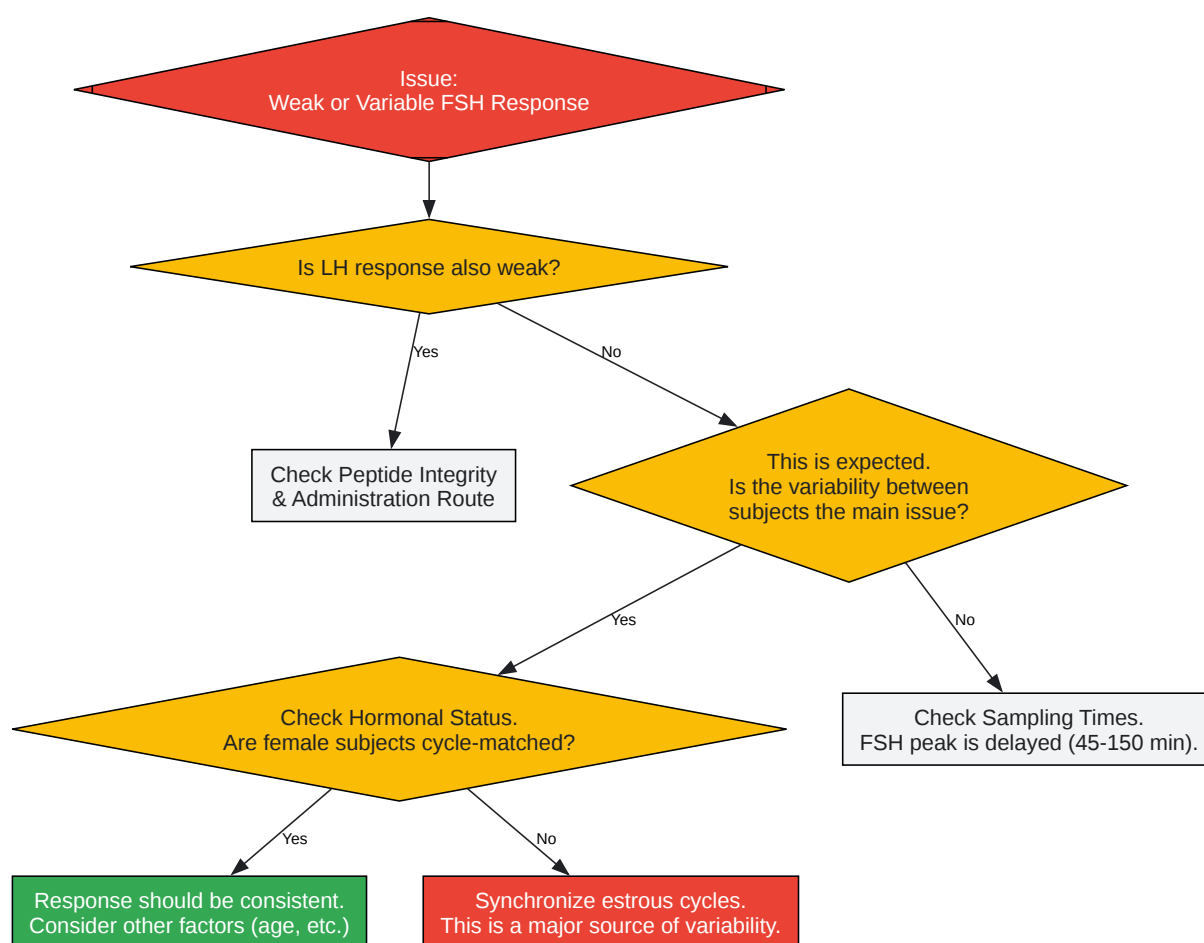 Issue:
Weak or Variable FSH Response
Is LH response also weak?
Yes
No
Check Peptide Integrity
& Administration Route
This is expected.
Is the variability between
subjects the main issue?
Yes
No
Check Hormonal Status.
Are female subjects cycle-matched?
Check Sampling Times.
FSH peak is delayed (45-150 min).
Yes
No
Response should be consistent.
Consider other factors (age, etc.)
Synchronize estrous cycles.
This is a major source of variability.